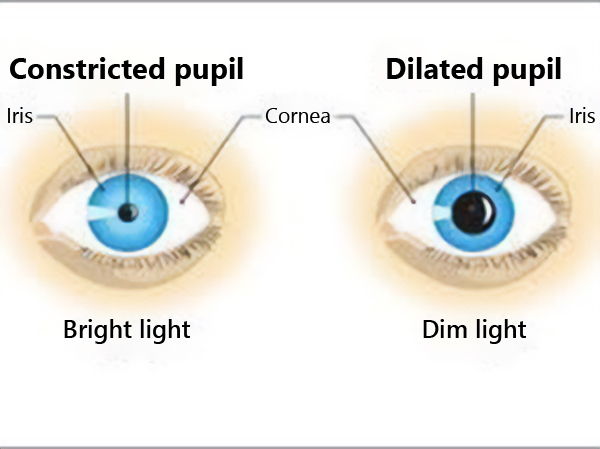 Constricted pupil
Dilated pupil
Iris
Cornea
Iris
Bright light
Dim light